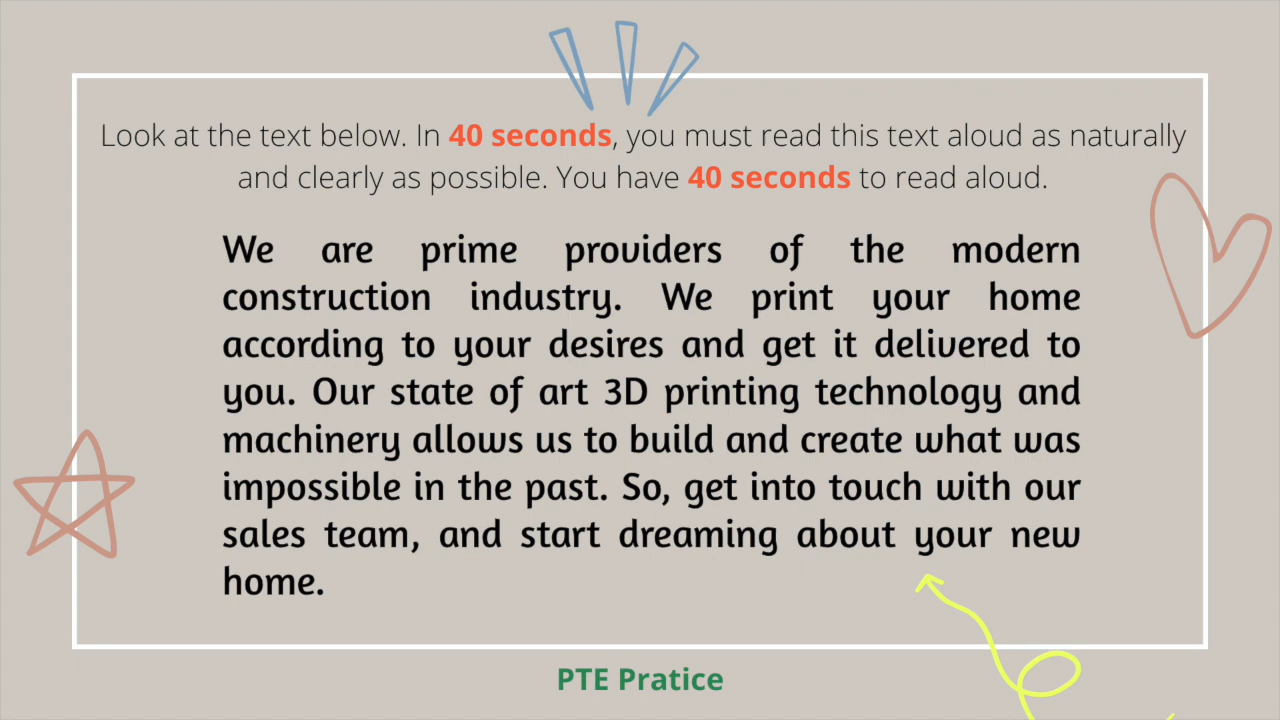 Look at the text below. In 40 seconds, you must read this text aloud as naturally
and clearly as possible. You have 40 seconds to read aloud.
We are prime providers of the modern
construction industry. We print your home
according to your desires and get it delivered to
you. Our state of art 3D printing technology and
machinery allows us to build and create what was
impossible in the past. So, get into touch with our
sales team, and start dreaming about your new
home.
PTE Pratice